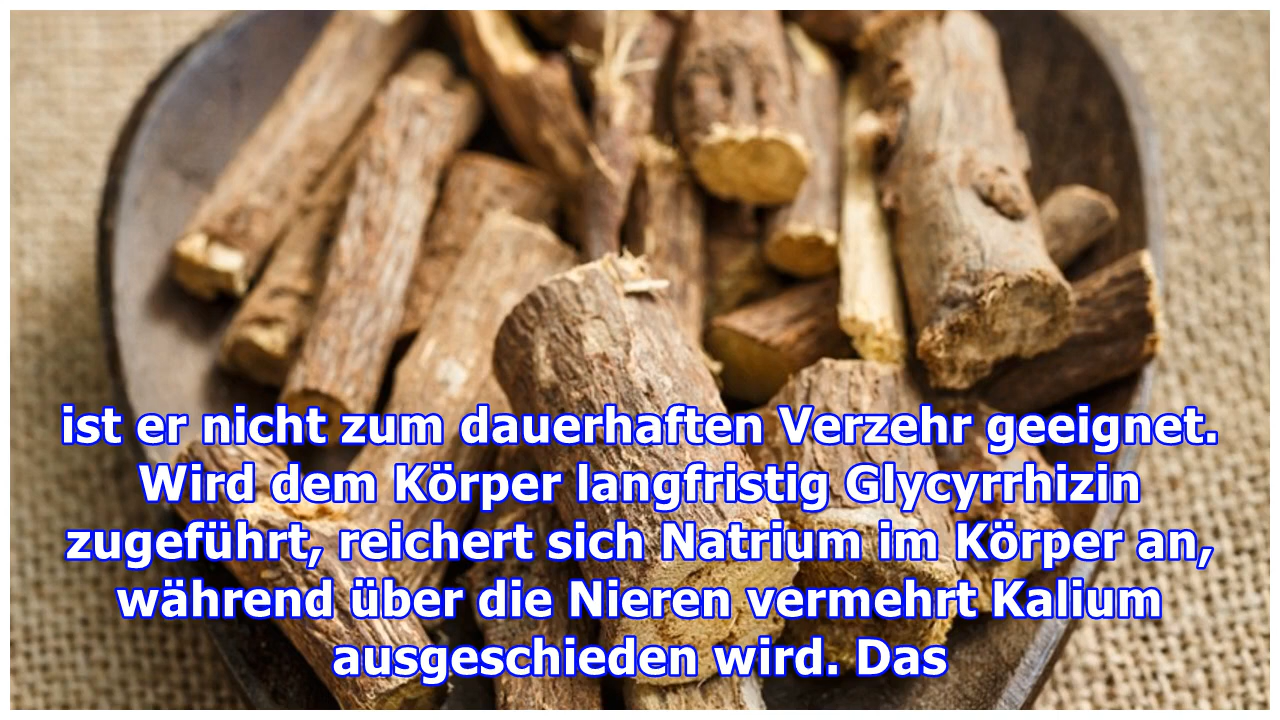 ist er nicht zum dauerhaften Verzehr geeignet.
Wird dem Körper langfristig Glycyrrhizin
zugeführt, reichert sich Natrium im Körper an,
während über die Nieren vermehrt Kalium
ausgeschieden wird. Das